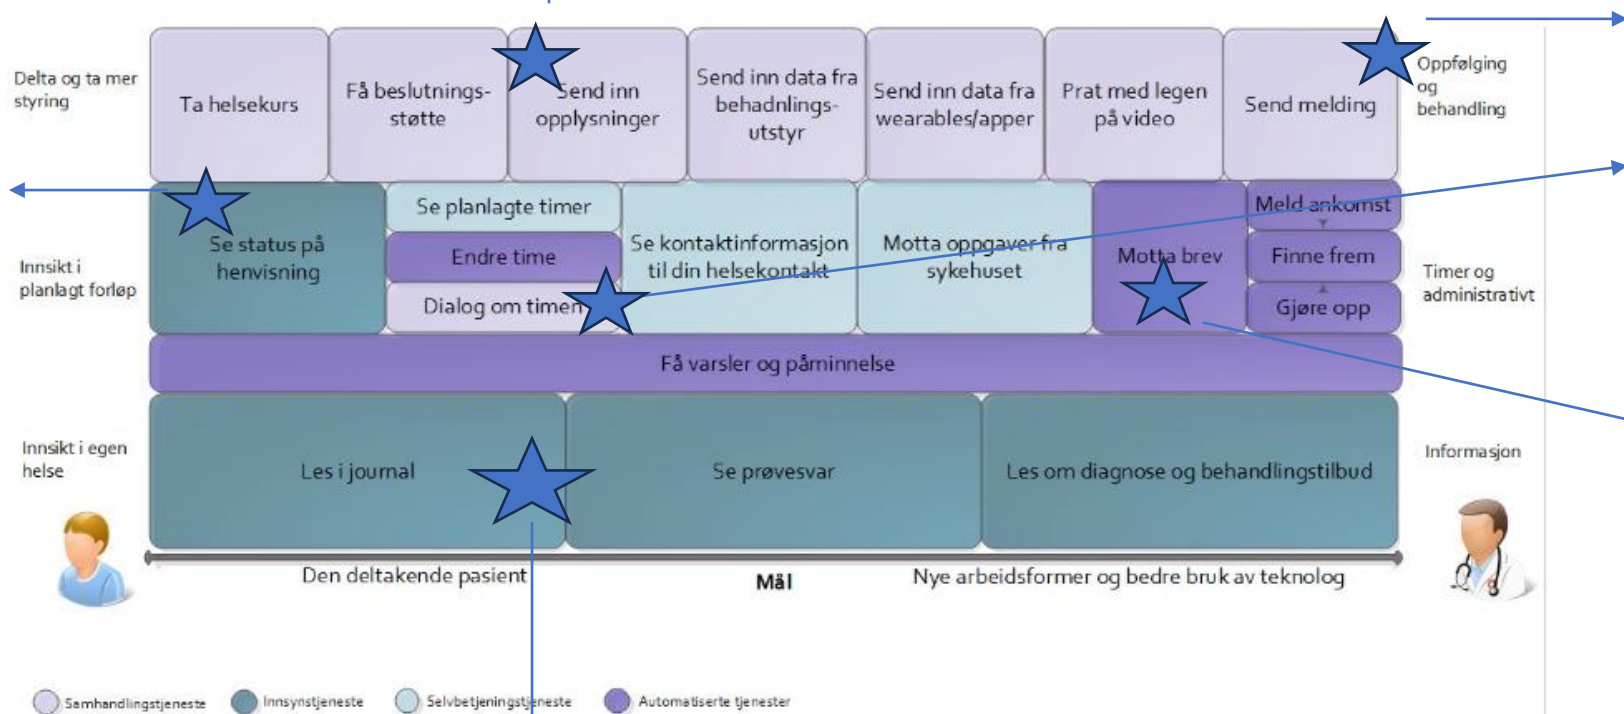 Delta og ta mer
styring
Ta helsekurs
Få beslutnings-
støtte
Send inn
opplysninger
Send inn data fra
behadnlings-
utstyr
Send inn data fra
wearables/apper
Prat med legen
på video
Send melding
Oppfølging
og
behandling
Innsikt i
planlagt forløp
Se status på
henvisning
Se planlagte timer
Endre time
Dialog om timen
Se kontaktinformasjon
til din helsekontakt
Motta oppgaver fra
sykehuset
Motta brev
Meld ankomst
Finne frem
Gjøre opp
Timer og
administrativt
Få varsler og påminnelse
Innsikt i egen
helse
Les i journal
Se prøvesvar
Les om diagnose og behandlingstilbud
Informasjon
Den deltakende pasient
Mål
Nye arbeidsformer og bedre bruk av teknolog
Samhandlingstjeneste
Innsynstjeneste
Selvbetjeningstjeneste
Automatiserte tjenester